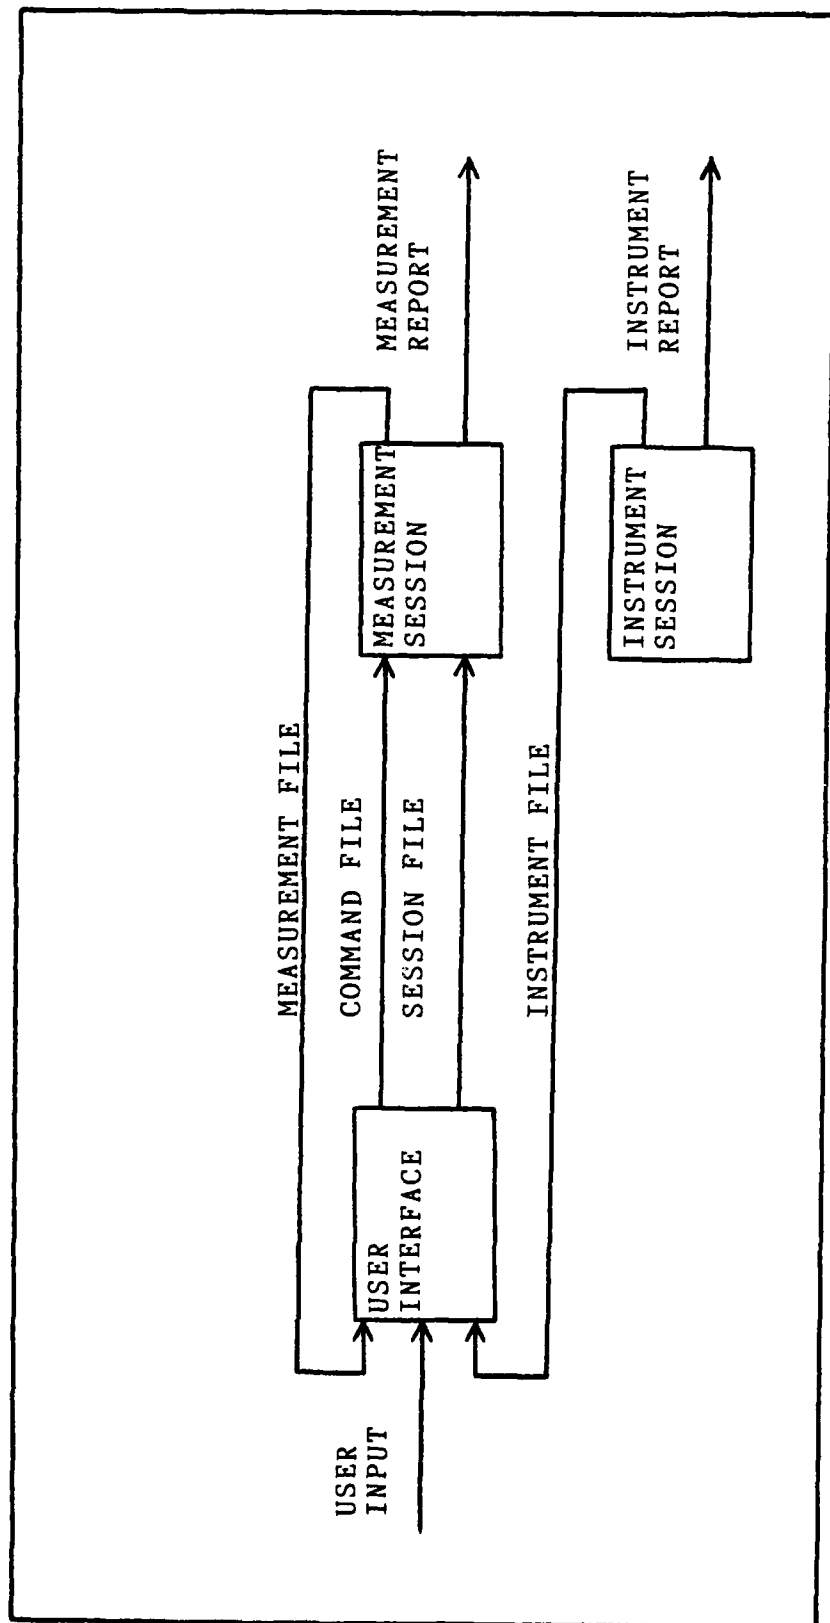 USER
INPUT
USER
INTERFACE
MEASUREMENT FILE
COMMAND FILE
SESSION FILE
INSTRUMENT FILE
MEASUREMENT
SESSION
INSTRUMENT
SESSION
MEASUREMENT
REPORT
INSTRUMENT
REPORT